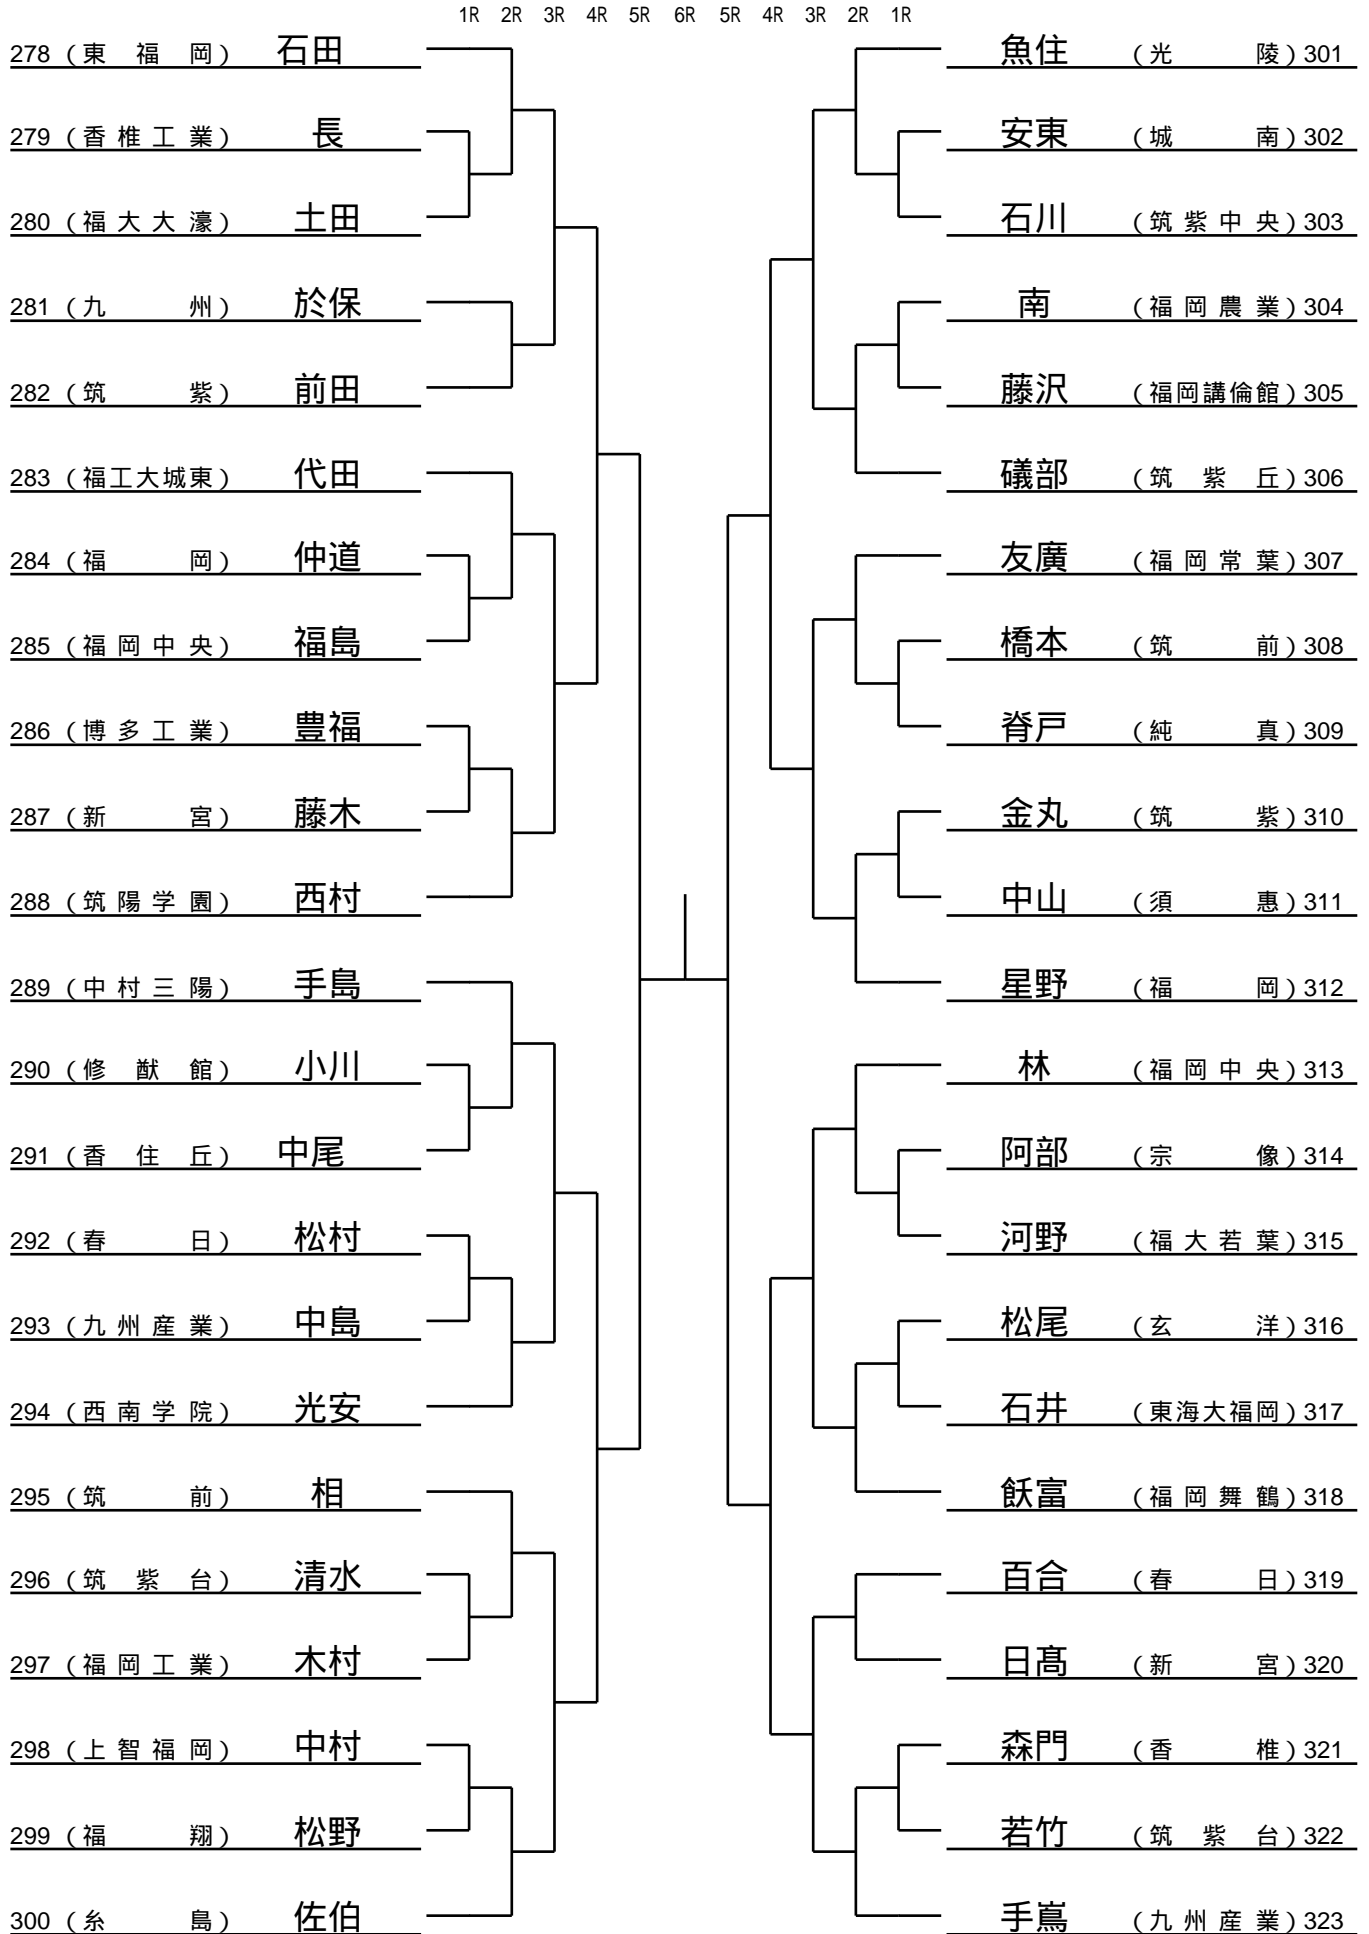 1R 2R 3R 4R 5R 6R 5R 4R 3R 2R 1R
278 (東福岡) 石田 魚住 (光陵) 301
279 (香椎工業) 長 安東 (城南) 302
280 (福大大濠) 土田 石川 (筑紫中央) 303
281 (九州) 於保 南 (福岡農業) 304
282 (筑紫) 前田 藤沢 (福岡講倫館) 305
283 (福工大城東) 代田 礒部 (筑紫丘) 306
284 (福岡) 仲道 友廣 (福岡常葉) 307
285 (福岡中央) 福島 橋本 (筑前) 308
286 (博多工業) 豊福 脊戸 (純真) 309
287 (新宮) 藤木 金丸 (筑紫) 310
288 (筑陽学園) 西村 中山 (須惠) 311
289 (中村三陽) 手島 星野 (福岡) 312
290 (修猷館) 小川 林 (福岡中央) 313
291 (香住丘) 中尾 阿部 (宗像) 314
292 (春日) 松村 河野 (福大若葉) 315
293 (九州産業) 中島 松尾 (玄洋) 316
294 (西南学院) 光安 石井 (東海大福岡) 317
295 (筑前) 相 飫富 (福岡舞鶴) 318
296 (筑紫台) 清水 百合 (春日) 319
297 (福岡工業) 木村 日髙 (新宮) 320
298 (上智福岡) 中村 森門 (香椎) 321
299 (福翔) 松野 若竹 (筑紫台) 322
300 (糸島) 佐伯 手嶌 (九州産業) 323